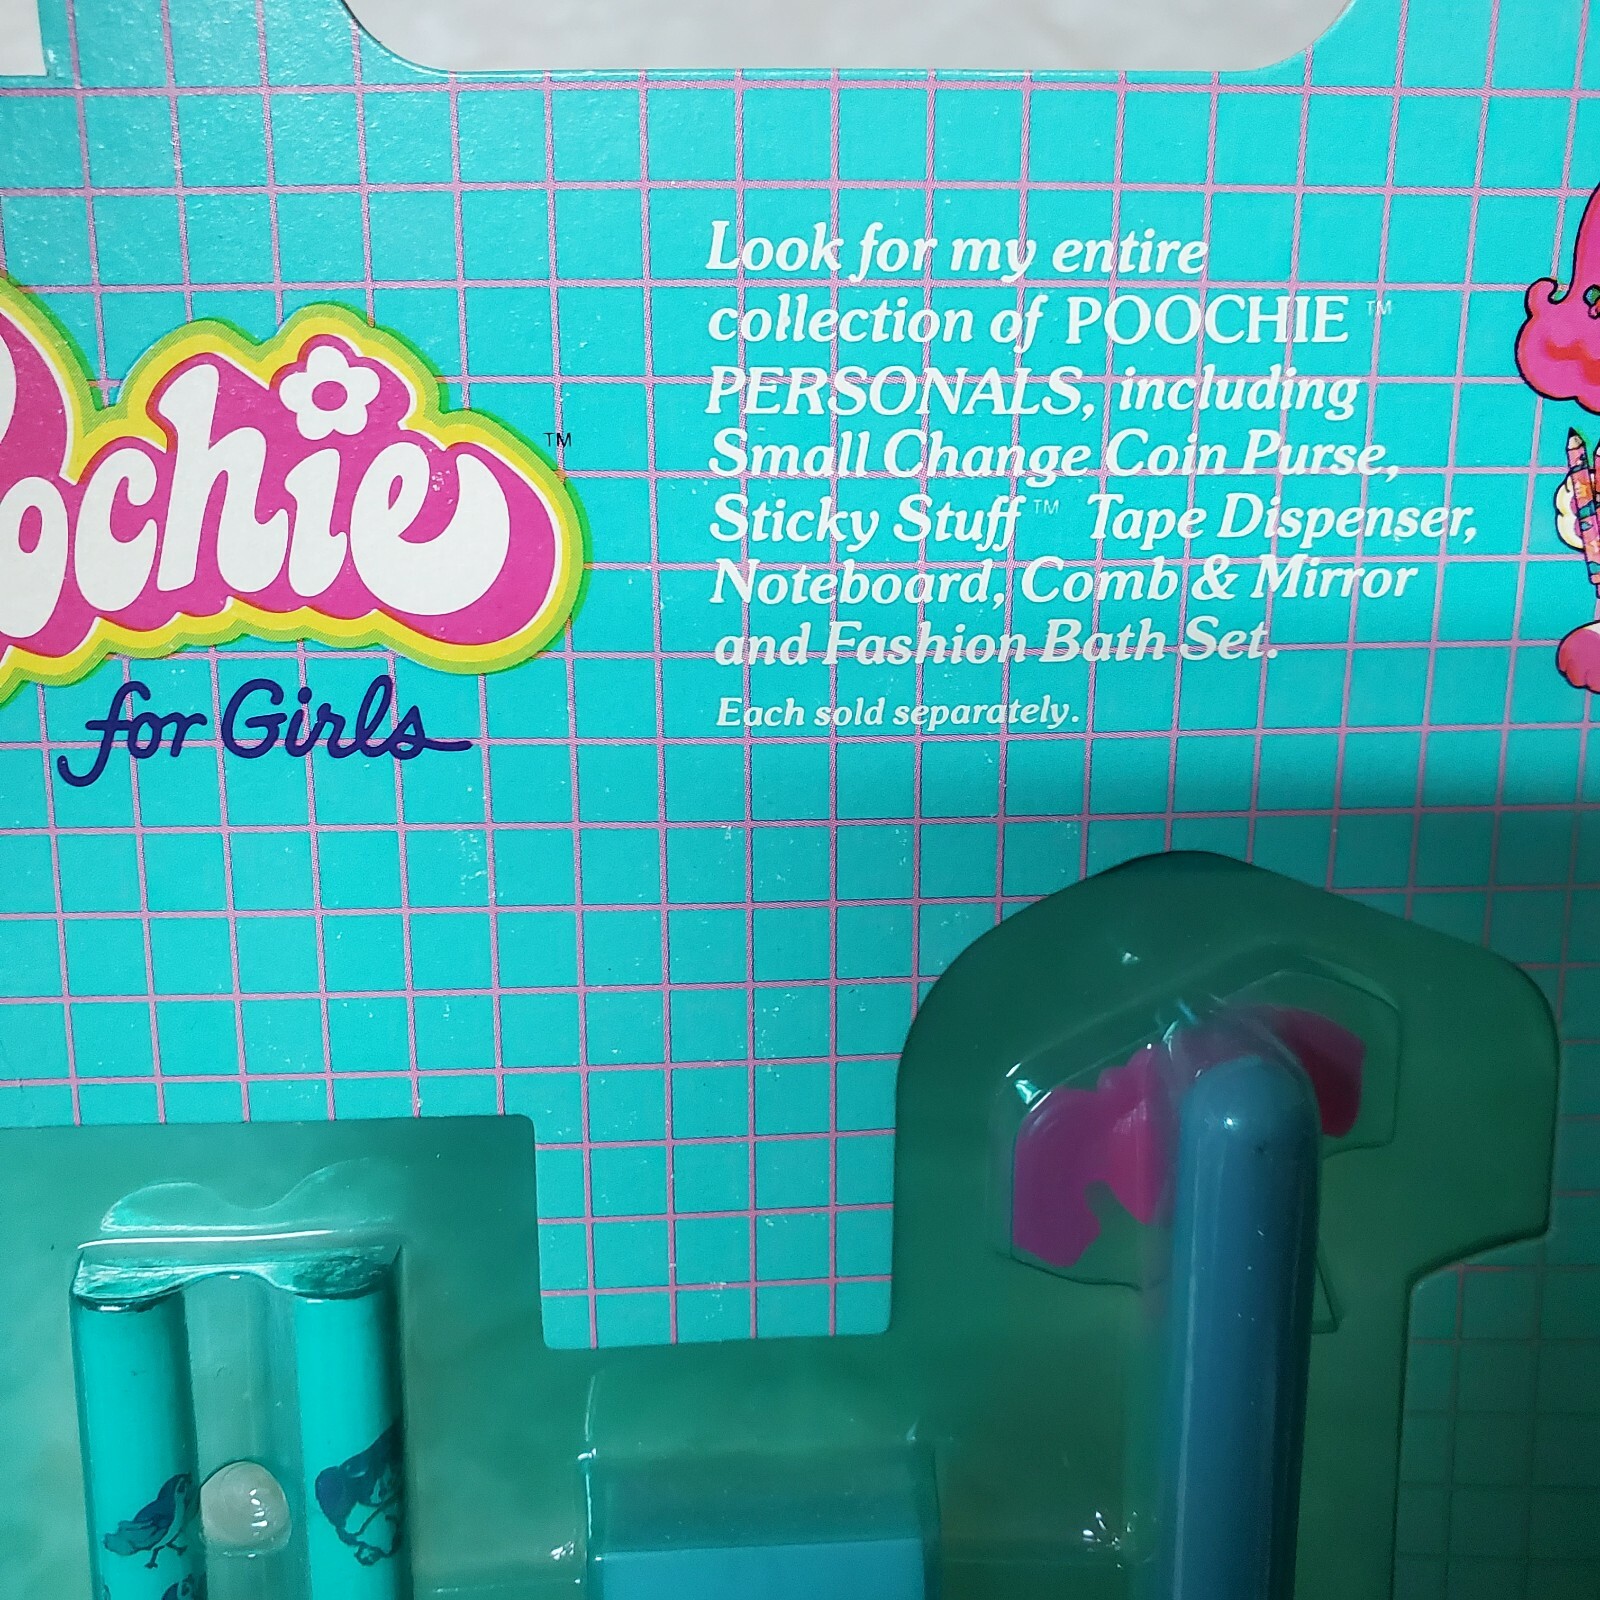 Look for my entire
collection of POOCHIE™
PERSONALS, including
Small Change Coin Purse,
Sticky Stuff™ Tape Dispenser,
Noteboard, Comb & Mirror
and Fashion Bath Set.
Each sold separately.
ochie™
for Girls